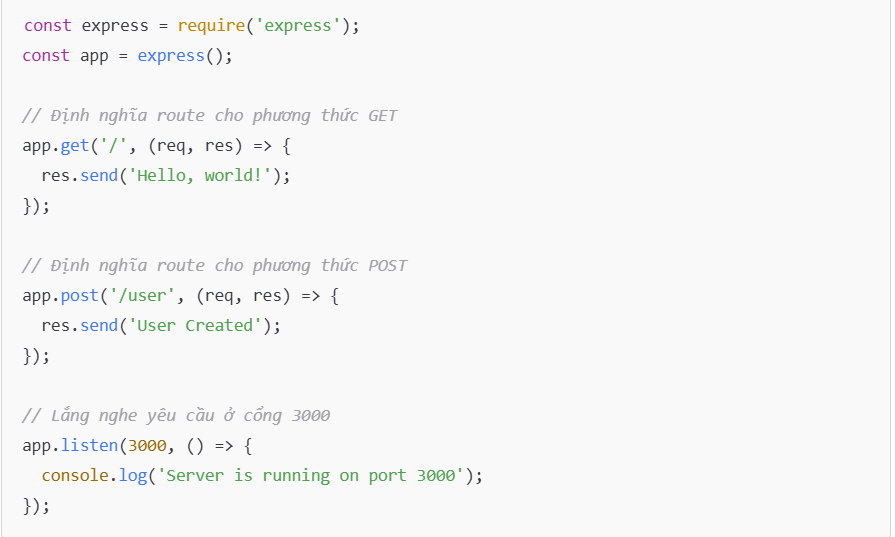 const express = require('express');
const app = express();
// Định nghĩa route cho phương thức GET
app.get('/', (req, res) => {
res.send('Hello, world!');
});
// Định nghĩa route cho phương thức POST
app.post('/user', (req, res) => {
res.send('User Created');
});
// Lắng nghe yêu cầu ở cổng 3000
app.listen(3000, () => {
console.log('Server is running on port 3000');
});